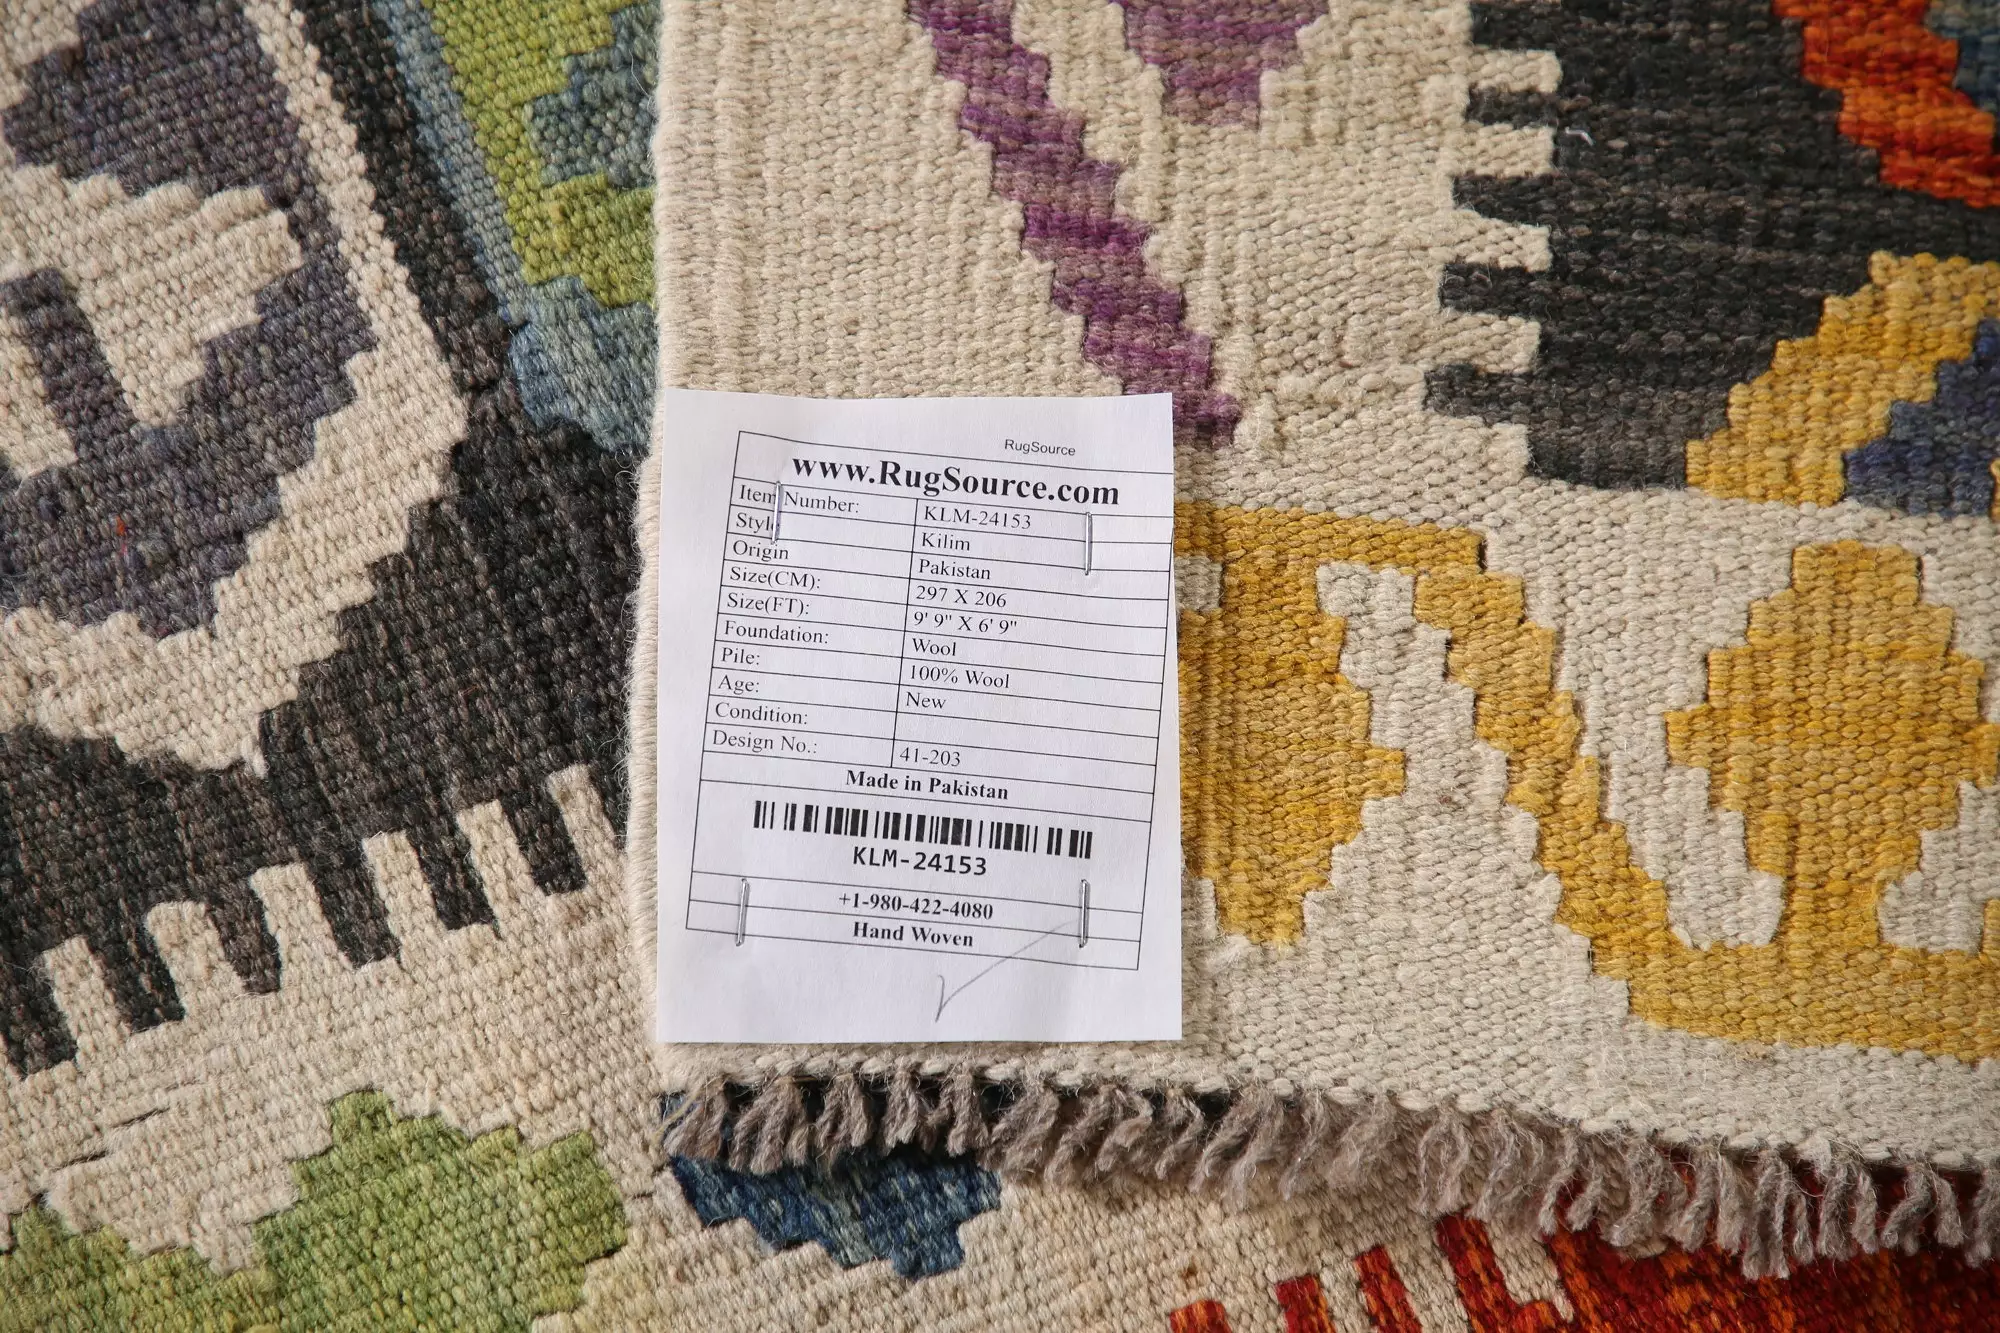 RugSource
www.RugSource.com
Item Number: KLM-24153
Style Kilim
Origin Pakistan
Size(CM): 297 X 206
Size(FT): 9' 9" X 6' 9"
Foundation: Wool
Pile: 100% Wool
Age: New
Condition:
Design No.: 41-203
Made in Pakistan
KLM-24153
+1-980-422-4080
Hand Woven